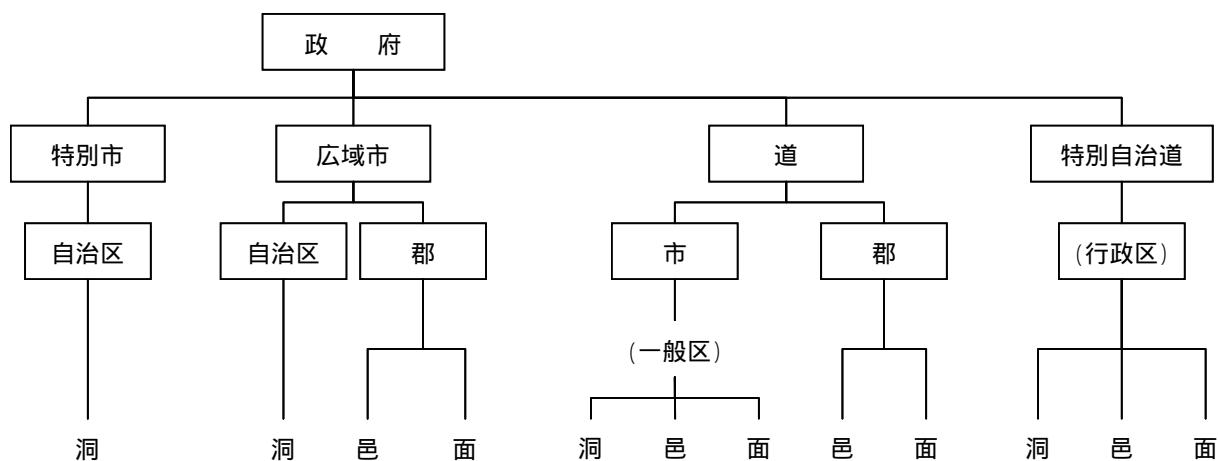 政　府
特別市 広域市 道 特別自治道
自治区 自治区 郡 市 郡 (行政区)
(一般区)
洞 洞 邑 面 洞 邑 面 邑 面 洞 邑 面